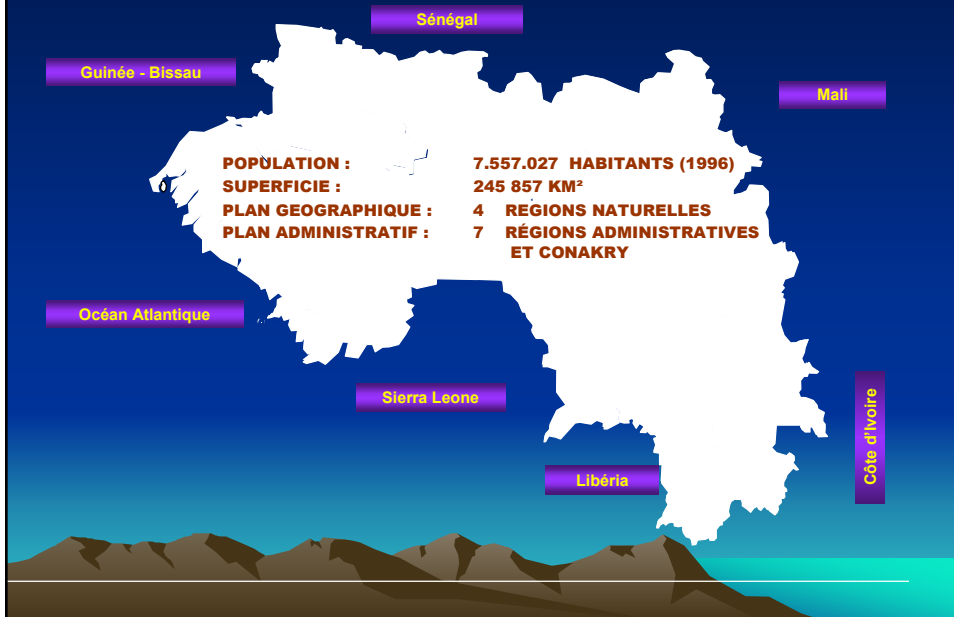 Sénégal
Guinée - Bissau
Mali
POPULATION : 7.557.027 HABITANTS (1996)
SUPERFICIE : 245 857 KM²
PLAN GEOGRAPHIQUE : 4 REGIONS NATURELLES
PLAN ADMINISTRATIF : 7 RÉGIONS ADMINISTRATIVES
ET CONAKRY
Océan Atlantique
Sierra Leone
Côte d'Ivoire
Libéria